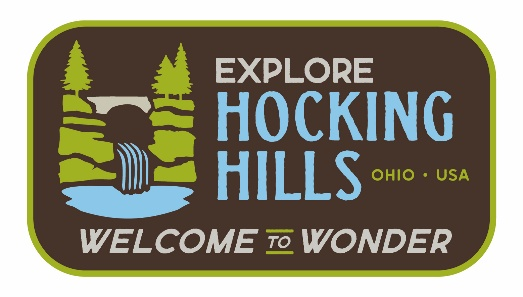 EXPLORE
HOCKING
HILLS OHIO • USA
WELCOME TO WONDER